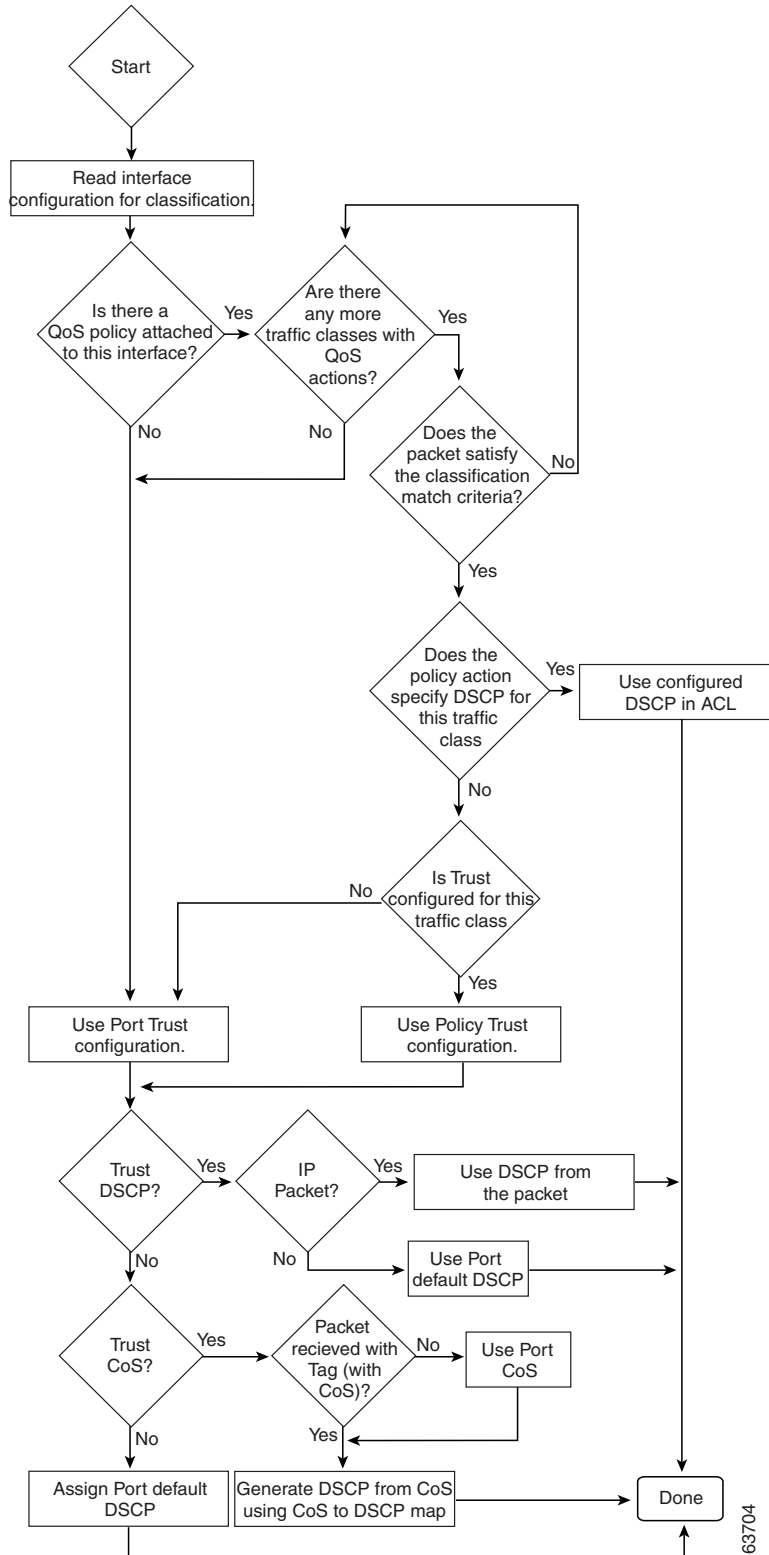 Start
Read interface
configuration for classification.
Is there a
QoS policy attached
to this interface?
Yes
No
Are there
any more
traffic classes with
QoS
actions?
Yes
No
Does the
packet satisfy
the classification
match criteria?
No
Yes
Does the
policy action
specify DSCP for
this traffic
class
Yes
Use configured
DSCP in ACL
No
Is Trust
configured for this
traffic class
No
Yes
Use Port Trust
configuration.
Use Policy Trust
configuration.
Trust
DSCP?
Yes
IP
Packet?
Yes
Use DSCP from
the packet
No
No
Use Port
default DSCP
Trust
CoS?
Yes
Packet
recieved with
Tag (with
CoS)?
No
Use Port
CoS
No
Yes
Assign Port default
DSCP
Generate DSCP from CoS
using CoS to DSCP map
Done
63704